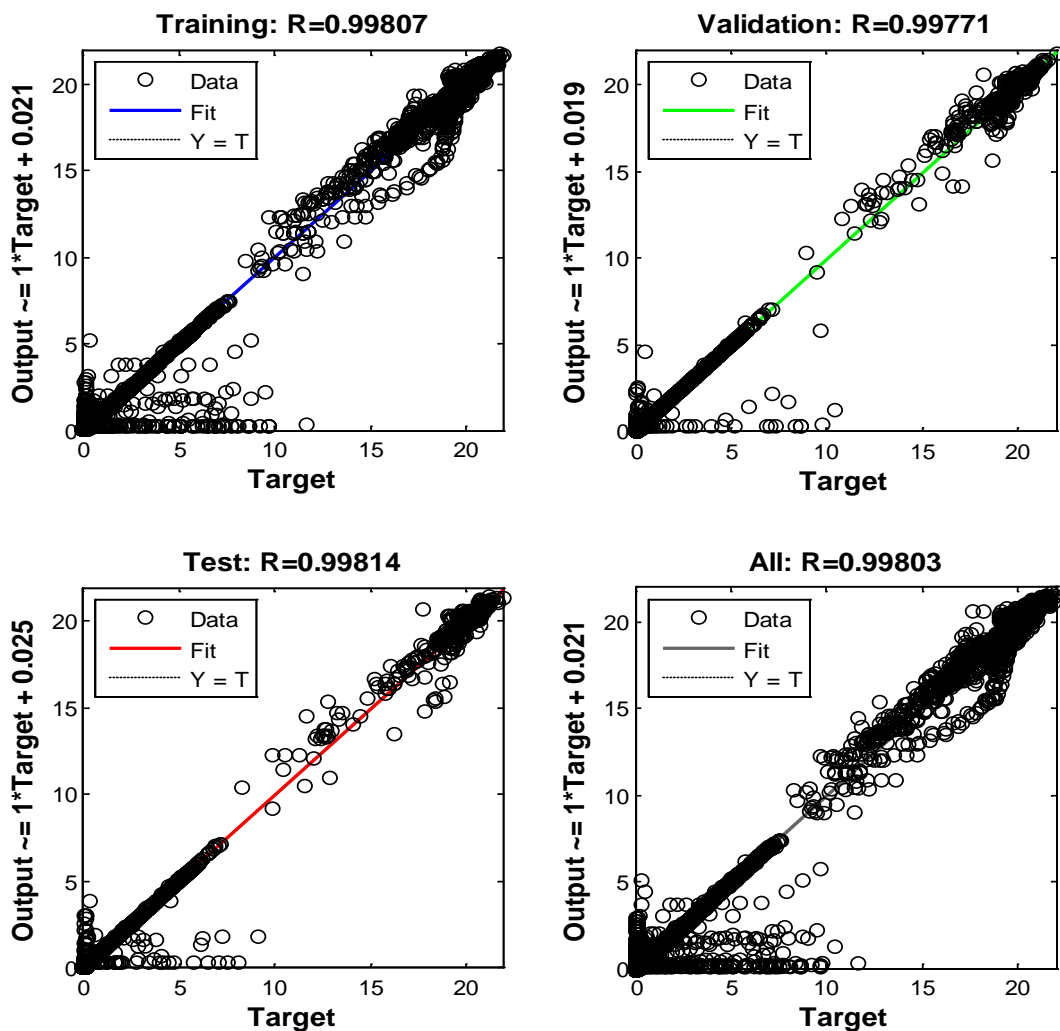 Training: R=0.99807
Output ~= 1*Target + 0.021
20
15
10
5
0
Data
Fit
Y = T
0 5 10 15 20
Target
Validation: R=0.99771
Output ~= 1*Target + 0.019
20
15
10
5
0
Data
Fit
Y = T
0 5 10 15 20
Target
Test: R=0.99814
Output ~= 1*Target + 0.025
20
15
10
5
0
Data
Fit
Y = T
0 5 10 15 20
Target
All: R=0.99803
Output ~= 1*Target + 0.021
20
15
10
5
0
Data
Fit
Y = T
0 5 10 15 20
Target